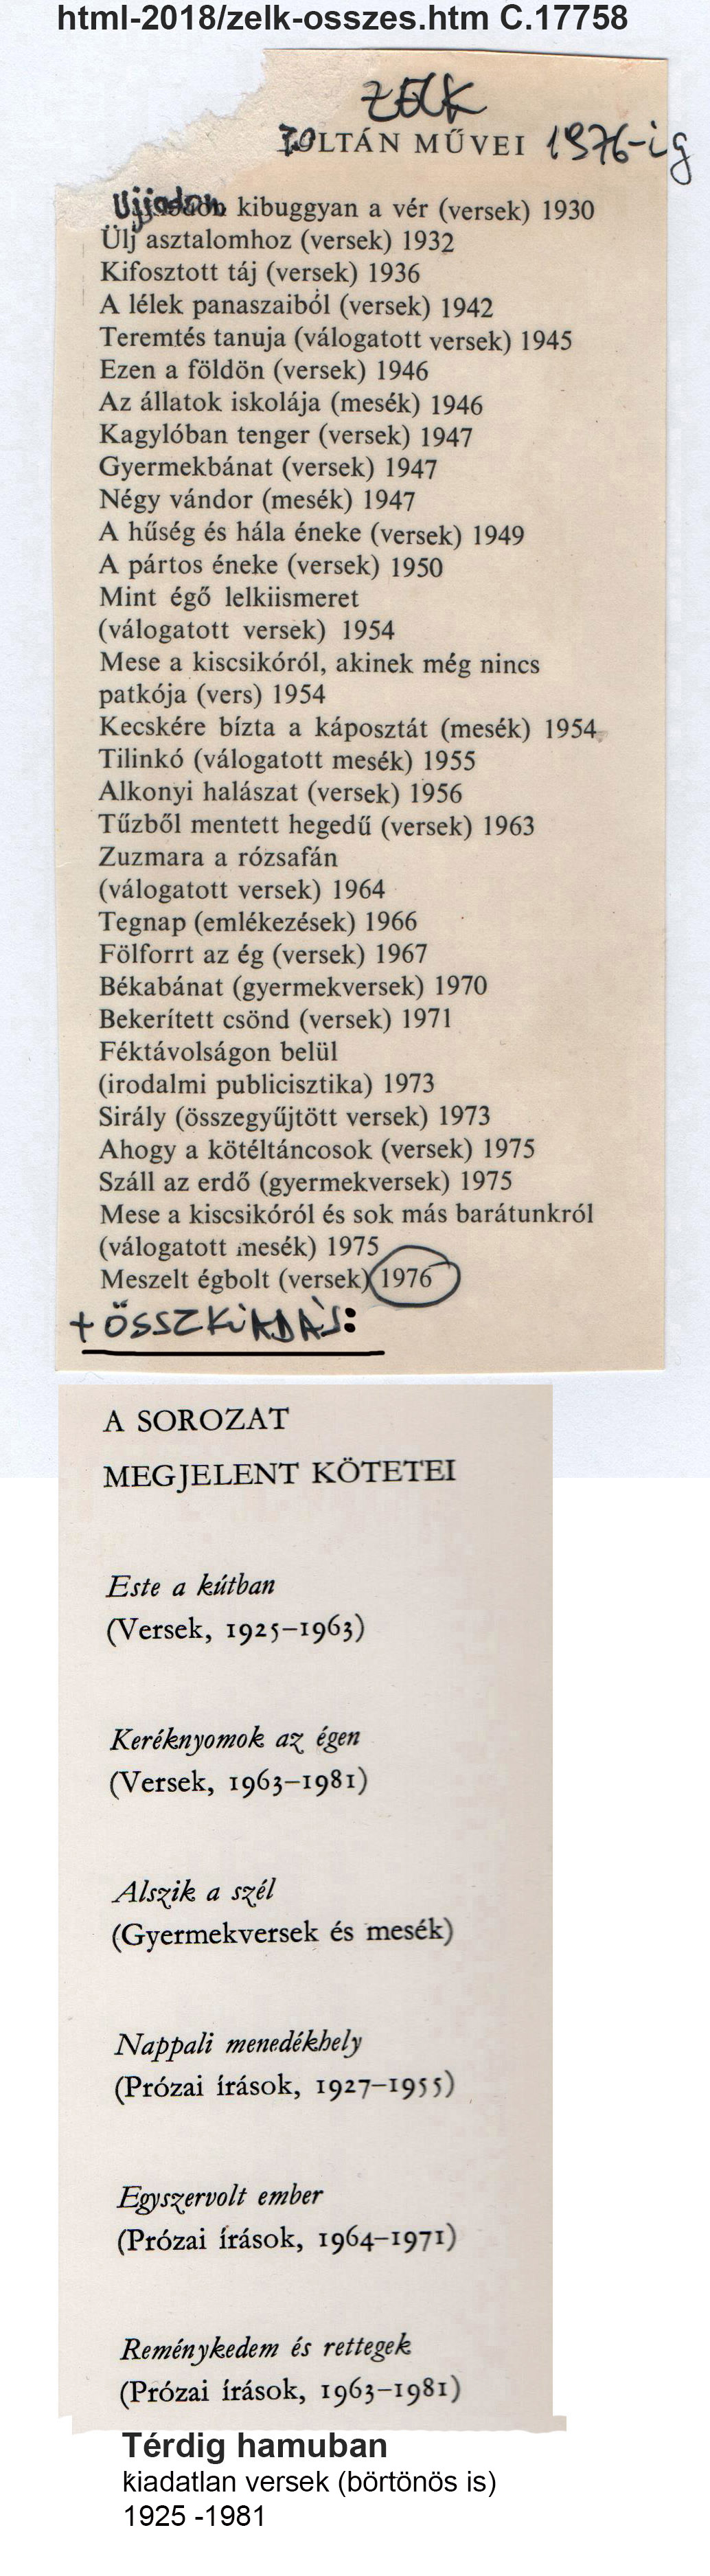 html-2018/zelk-osszes.htm C.17758
ZELK
ZOLTÁN MŰVEI 1976-ig
Ujjadon kibuggyan a vér (versek) 1930
Ülj asztalomhoz (versek) 1932
Kifosztott táj (versek) 1936
A lélek panaszaiból (versek) 1942
Teremtés tanuja (válogatott versek) 1945
Ezen a földön (versek) 1946
Az állatok iskolája (mesék) 1946
Kagylóban tenger (versek) 1947
Gyermekbánat (versek) 1947
Négy vándor (mesék) 1947
A hűség és hála éneke (versek) 1949
A pártos éneke (versek) 1950
Mint égő lelkiismeret
(válogatott versek) 1954
Mese a kiscsikóról, akinek még nincs
patkója (vers) 1954
Kecskére bízta a káposztát (mesék) 1954
Tilinkó (válogatott mesék) 1955
Alkonyi halászat (versek) 1956
Tűzből mentett hegedű (versek) 1963
Zuzmara a rózsafán
(válogatott versek) 1964
Tegnap (emlékezések) 1966
Fölforrt az ég (versek) 1967
Békabánat (gyermekversek) 1970
Bekerített csönd (versek) 1971
Féktávolságon belül
(irodalmi publicisztika) 1973
Sirály (összegyűjtött versek) 1973
Ahogy a kötéltáncosok (versek) 1975
Száll az erdő (gyermekversek) 1975
Mese a kiscsikóról és sok más barátunkról
(válogatott mesék) 1975
Meszelt égbolt (versek) 1976
+ ÖSSZKIADÁS:
A SOROZAT
MEGJELENT KÖTETEI
Este a kútban
(Versek, 1925–1963)
Keréknyomok az égen
(Versek, 1963–1981)
Alszik a szél
(Gyermekversek és mesék)
Nappali menedékhely
(Prózai írások, 1927–1955)
Egyszervolt ember
(Prózai írások, 1964–1971)
Reménykedem és rettegek
(Prózai írások, 1963–1981)
Térdig hamuban
kiadatlan versek (börtönös is)
1925 -1981